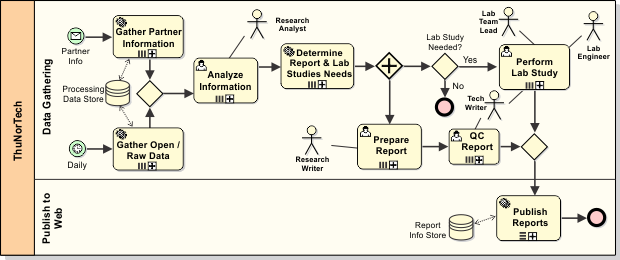 ThuNorTech
Data Gathering
Publish to
Web
Partner
Info
Gather Partner
Information
Processing
Data Store
Daily
Gather Open /
Raw Data
Research
Analyst
Analyze
Information
Determine
Report & Lab
Studies Needs
Lab Study
Needed?
Yes
No
Lab
Team
Lead
Lab
Engineer
Perform
Lab Study
Tech
Writer
Research
Writer
Prepare
Report
QC
Report
Report
Info Store
Publish
Reports